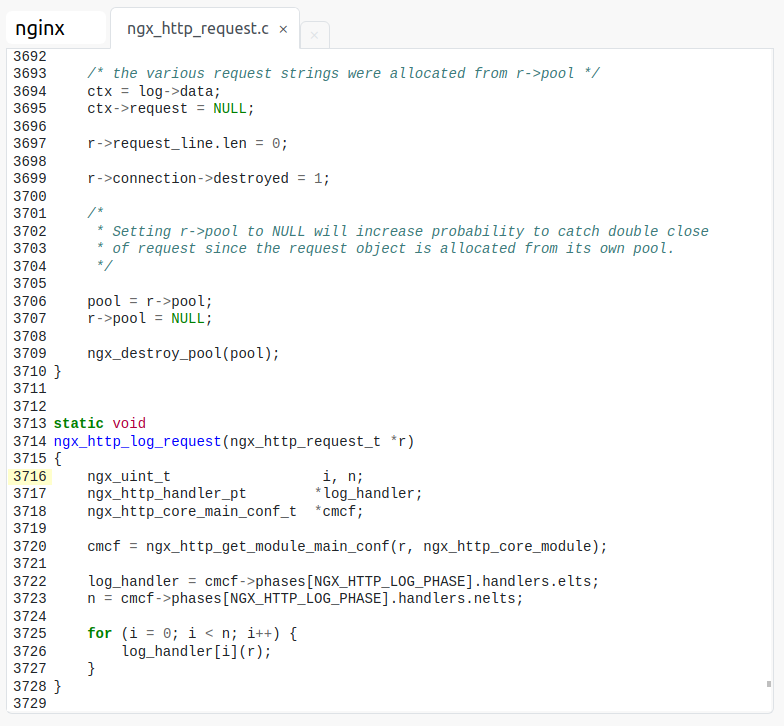 nginx
ngx_http_request.c ×
×
3692
3693     /* the various request strings were allocated from r->pool */
3694     ctx = log->data;
3695     ctx->request = NULL;
3696
3697     r->request_line.len = 0;
3698
3699     r->connection->destroyed = 1;
3700
3701     /*
3702      * Setting r->pool to NULL will increase probability to catch double close
3703      * of request since the request object is allocated from its own pool.
3704      */
3705
3706     pool = r->pool;
3707     r->pool = NULL;
3708
3709     ngx_destroy_pool(pool);
3710 }
3711
3712
3713 static void
3714 ngx_http_log_request(ngx_http_request_t *r)
3715 {
3716     ngx_uint_t                  i, n;
3717     ngx_http_handler_pt        *log_handler;
3718     ngx_http_core_main_conf_t  *cmcf;
3719
3720     cmcf = ngx_http_get_module_main_conf(r, ngx_http_core_module);
3721
3722     log_handler = cmcf->phases[NGX_HTTP_LOG_PHASE].handlers.elts;
3723     n = cmcf->phases[NGX_HTTP_LOG_PHASE].handlers.nelts;
3724
3725     for (i = 0; i < n; i++) {
3726         log_handler[i](r);
3727     }
3728 }
3729